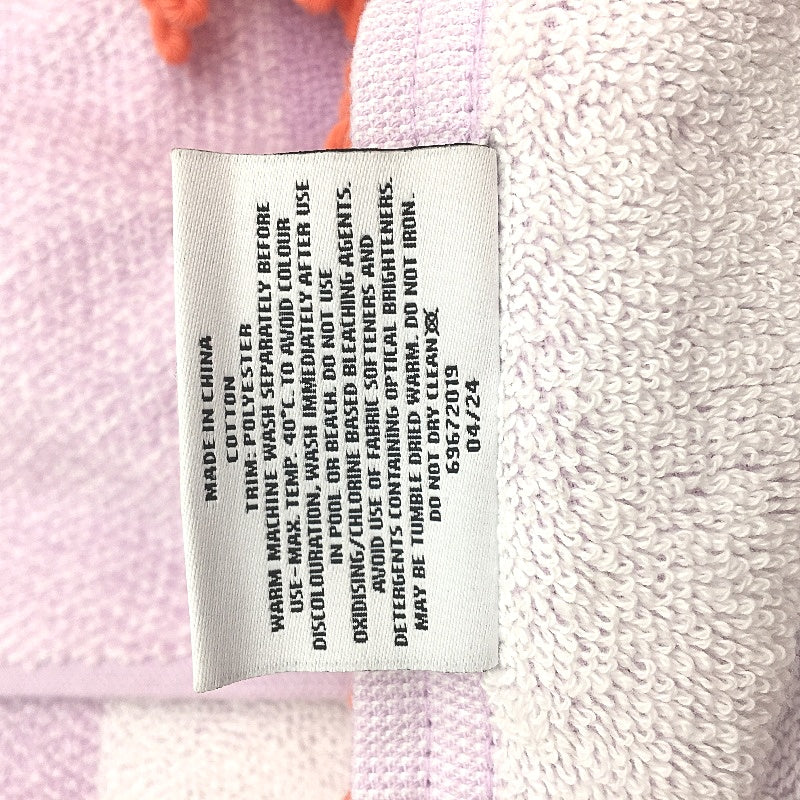 MADE IN CHINA
COTTON
TRIM: POLYESTER
WARM MACHINE WASH SEPARATELY BEFORE
USE - MAX. TEMP. 40°C. TO AVOID COLOUR
DISCOLOURATION, WASH IMMEDIATELY AFTER USE
IN POOL OR BEACH. DO NOT USE
OXIDISING/CHLORINE BASED BLEACHING AGENTS.
AVOID USE OF FABRIC SOFTENERS AND
DETERGENTS CONTAINING OPTICAL BRIGHTENERS.
MAY BE TUMBLE DRIED WARM. DO NOT IRON.
DO NOT DRY CLEAN
69672019
04/24